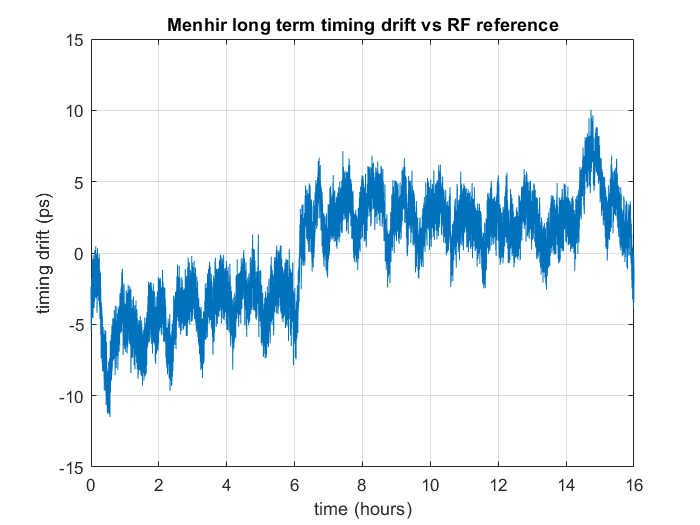 Menhir long term timing drift vs RF reference
15
10
5
0
-5
-10
-15
timing drift (ps)
0 2 4 6 8 10 12 14 16
time (hours)